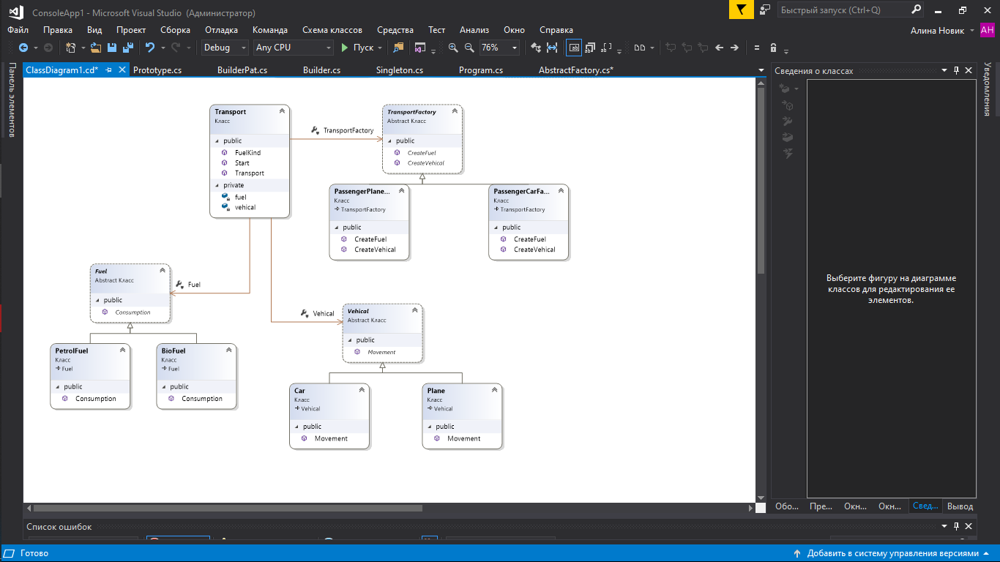 ConsoleApp1 - Microsoft Visual Studio (Администратор)
Быстрый запуск (Ctrl+Q)
Файл Правка Вид Проект Сборка Отладка Команда Схема классов Средства Тест Анализ Окно Справка
Алина Новик АН
Debug Any CPU Пуск 76%
Панель элементов
ClassDiagram1.cd* Prototype.cs BuilderPat.cs Builder.cs Singleton.cs Program.cs AbstractFactory.cs*
Сведения о классах
Уведомления
Transport
Класс
public
FuelKind
Start
Transport
private
fuel
vehical
TransportFactory
TransportFactory
Abstract Класс
public
CreateFuel
CreateVehical
PassengerPlane...
Класс
TransportFactory
public
CreateFuel
CreateVehical
PassengerCarFa...
Класс
TransportFactory
public
CreateFuel
CreateVehical
Fuel
Abstract Класс
public
Consumption
Fuel
Vehical
Vehical
Abstract Класс
public
Movement
PetrolFuel
Класс
Fuel
public
Consumption
BioFuel
Класс
Fuel
public
Consumption
Car
Класс
Vehical
public
Movement
Plane
Класс
Vehical
public
Movement
Выберите фигуру на диаграмме
классов для редактирования ее
элементов.
Обо... Пре... Окн... Окн... Свед... Вывод
Список ошибок
Готово
Добавить в систему управления версиями